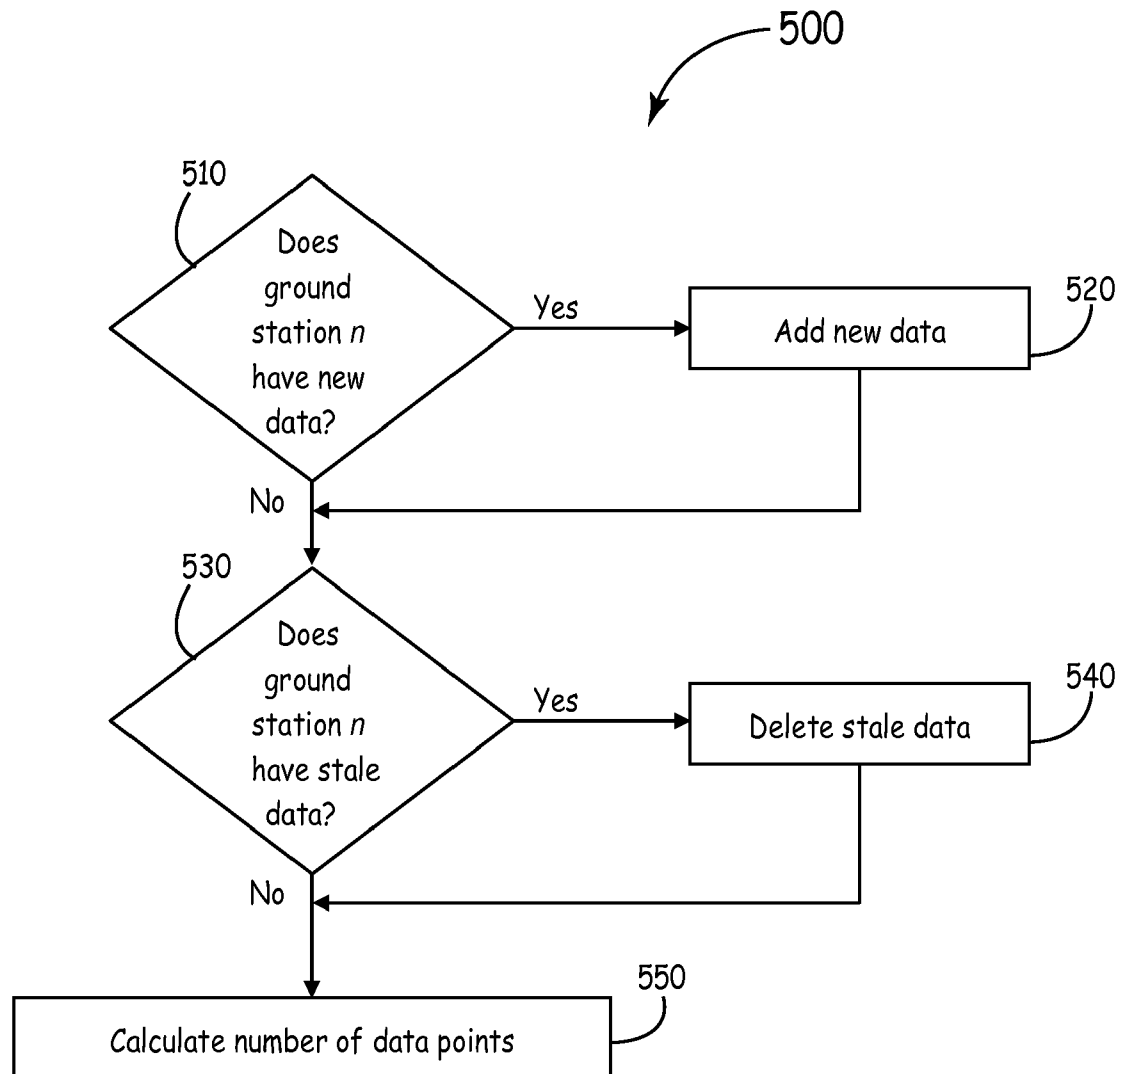 500
510
Does
ground
station n
have new
data?
Yes
520
Add new data
No
530
Does
ground
station n
have stale
data?
Yes
540
Delete stale data
No
550
Calculate number of data points